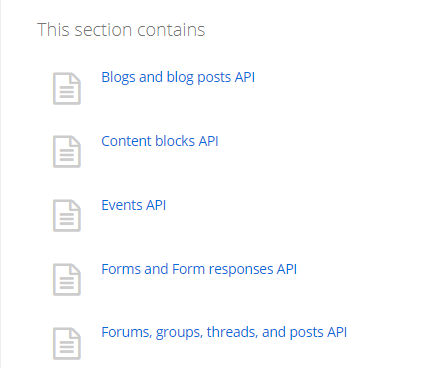 This section contains
Blogs and blog posts API
Content blocks API
Events API
Forms and Form responses API
Forums, groups, threads, and posts API